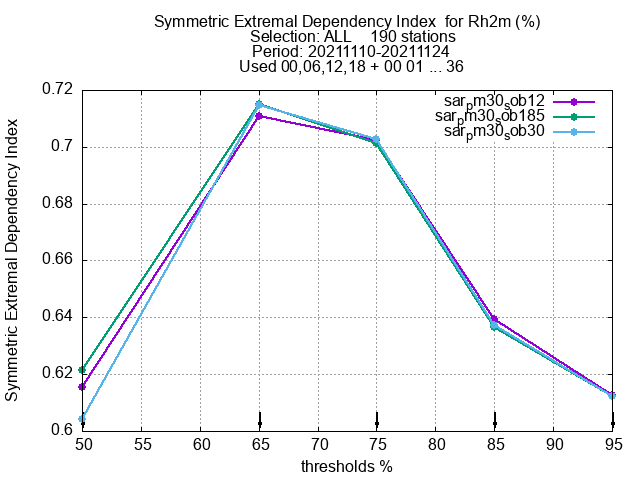 Symmetric Extremal Dependency Index for Rh2m (%)
Selection: ALL 190 stations
Period: 20211110-20211124
Used 00,06,12,18 + 00 01 ... 36
sarpm30sob12
sarpm30sob185
sarpm30sob30
Symmetric Extremal Dependency Index
0.72
0.7
0.68
0.66
0.64
0.62
0.6
50 55 60 65 70 75 80 85 90 95
thresholds %